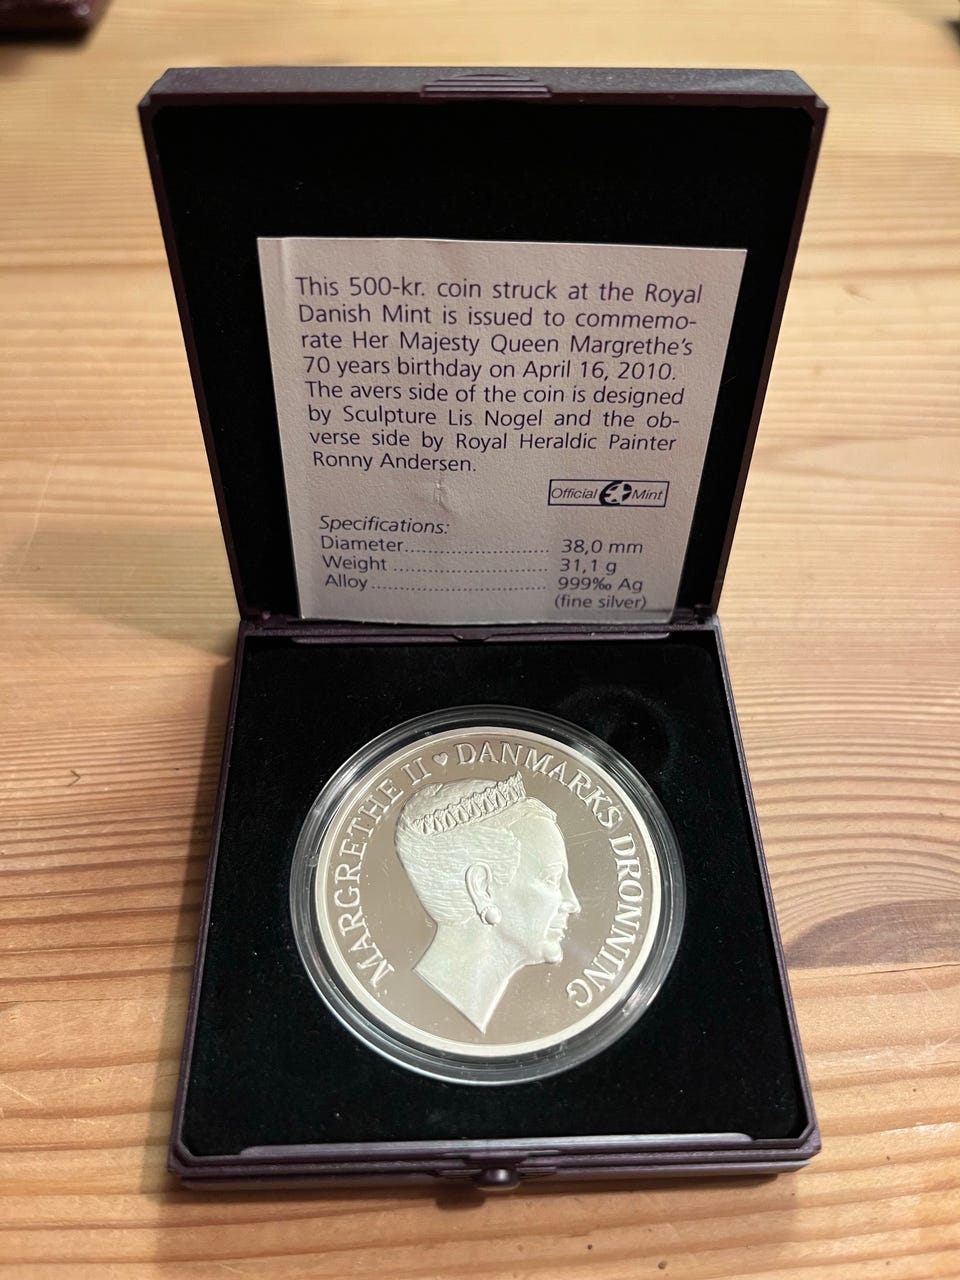 This 500-kr. coin struck at the Royal
Danish Mint is issued to commemo-
rate Her Majesty Queen Margrethe's
70 years birthday on April 16, 2010.
The avers side of the coin is designed
by Sculpture Lis Nogel and the ob-
verse side by Royal Heraldic Painter
Ronny Andersen.
Official Mint
Specifications:
Diameter.............................. 38,0 mm
Weight ................................ 31,1 g
Alloy.................................... 999‰ Ag
(fine silver)
MARGRETHE II ♥ DANMARKS DRONNING